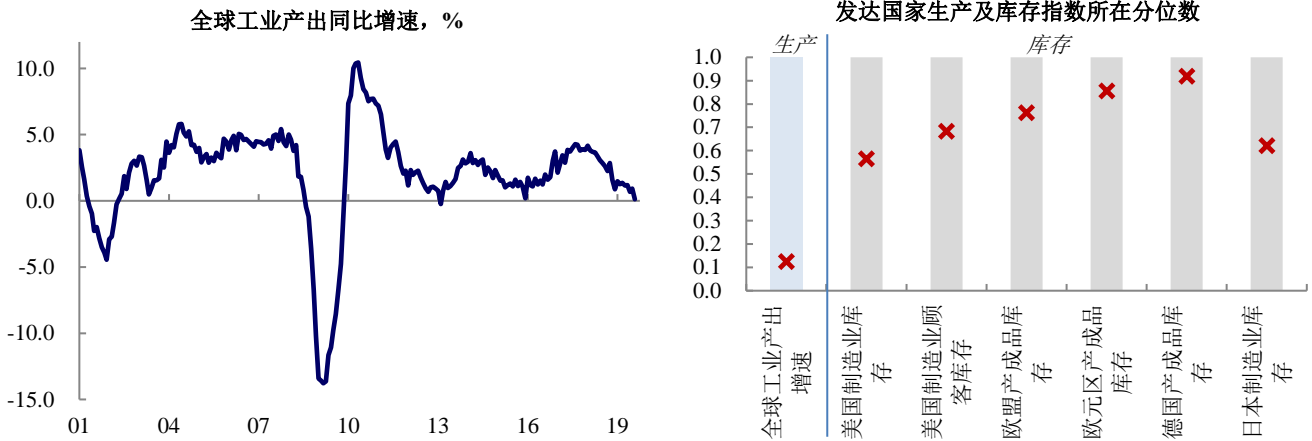 全球工业产出同比增速，%
10.0
5.0
0.0
-5.0
-10.0
-15.0
01 04 07 10 13 16 19
发达国家生产及库存指数所在分位数
生产 库存
1.0
0.9
0.8
0.7
0.6
0.5
0.4
0.3
0.2
0.1
0.0
全球工业产出
增速
美国制造业库
存
美国制造业顾
客库存
欧盟产成品库
存
欧元区产成品
库存
德国产成品库
存
日本制造业库
存